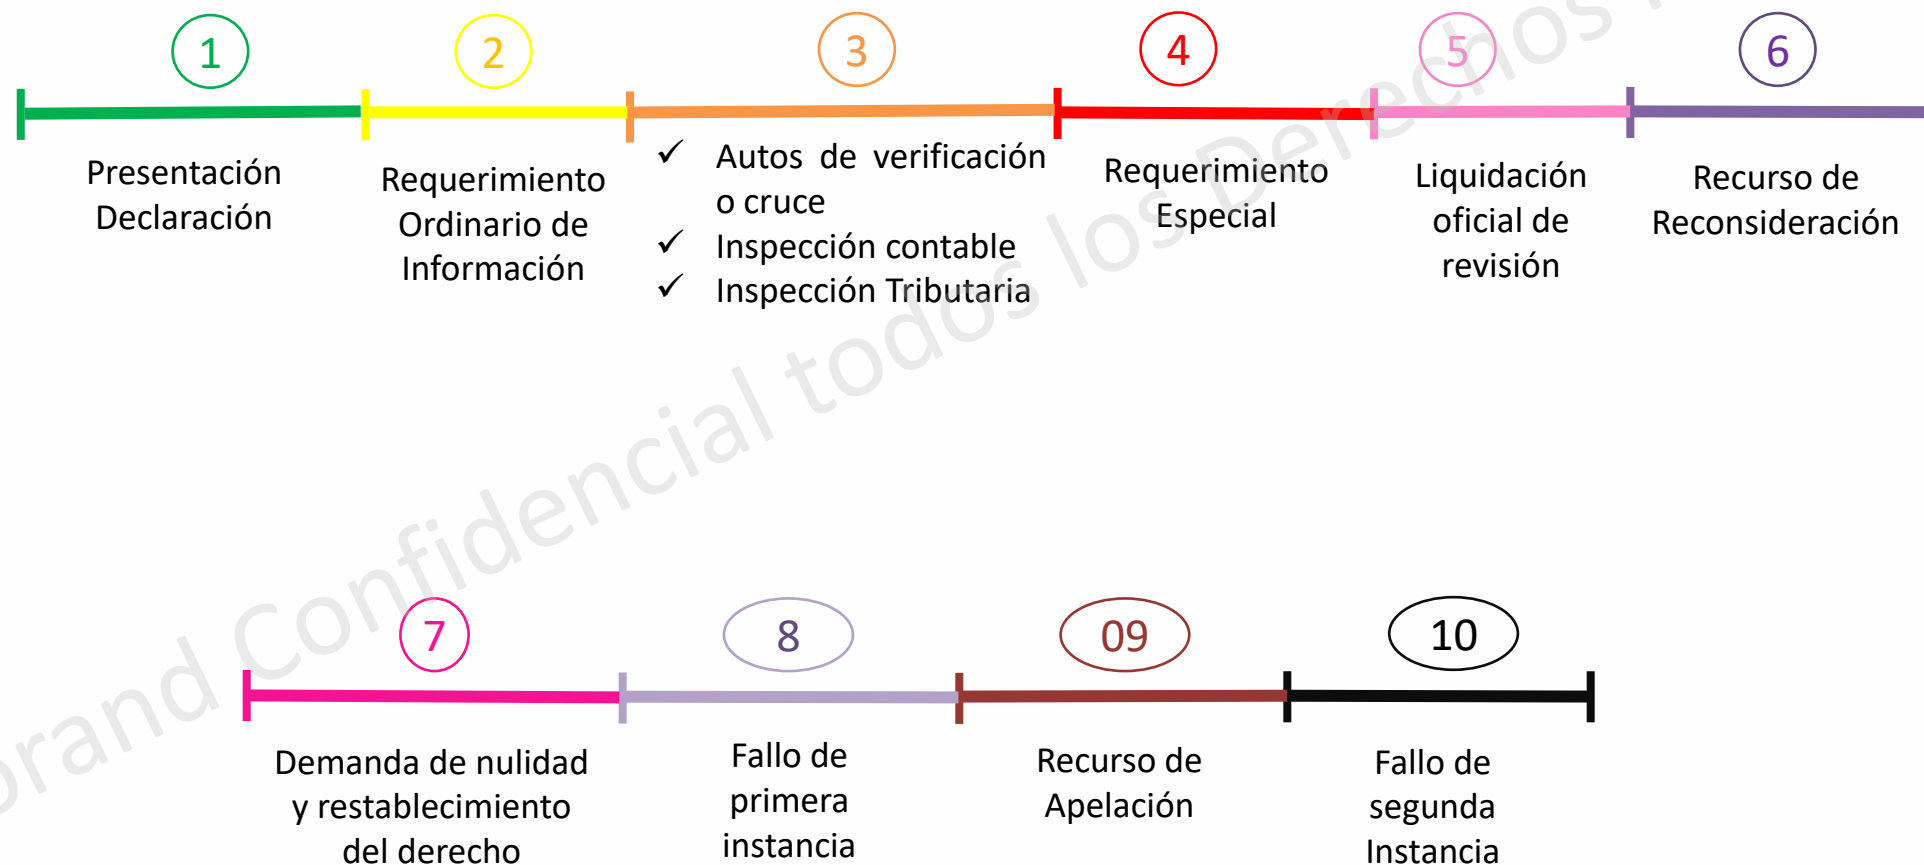 1
2
3
4
5
6
Presentación
Declaración
Requerimiento
Ordinario de
Información
✓ Autos de verificación
o cruce
✓ Inspección contable
✓ Inspección Tributaria
Requerimiento
Especial
Liquidación
oficial de
revisión
Recurso de
Reconsideración
7
8
09
10
Demanda de nulidad
y restablecimiento
del derecho
Fallo de
primera
instancia
Recurso de
Apelación
Fallo de
segunda
Instancia
Confidencial todos los Derechos